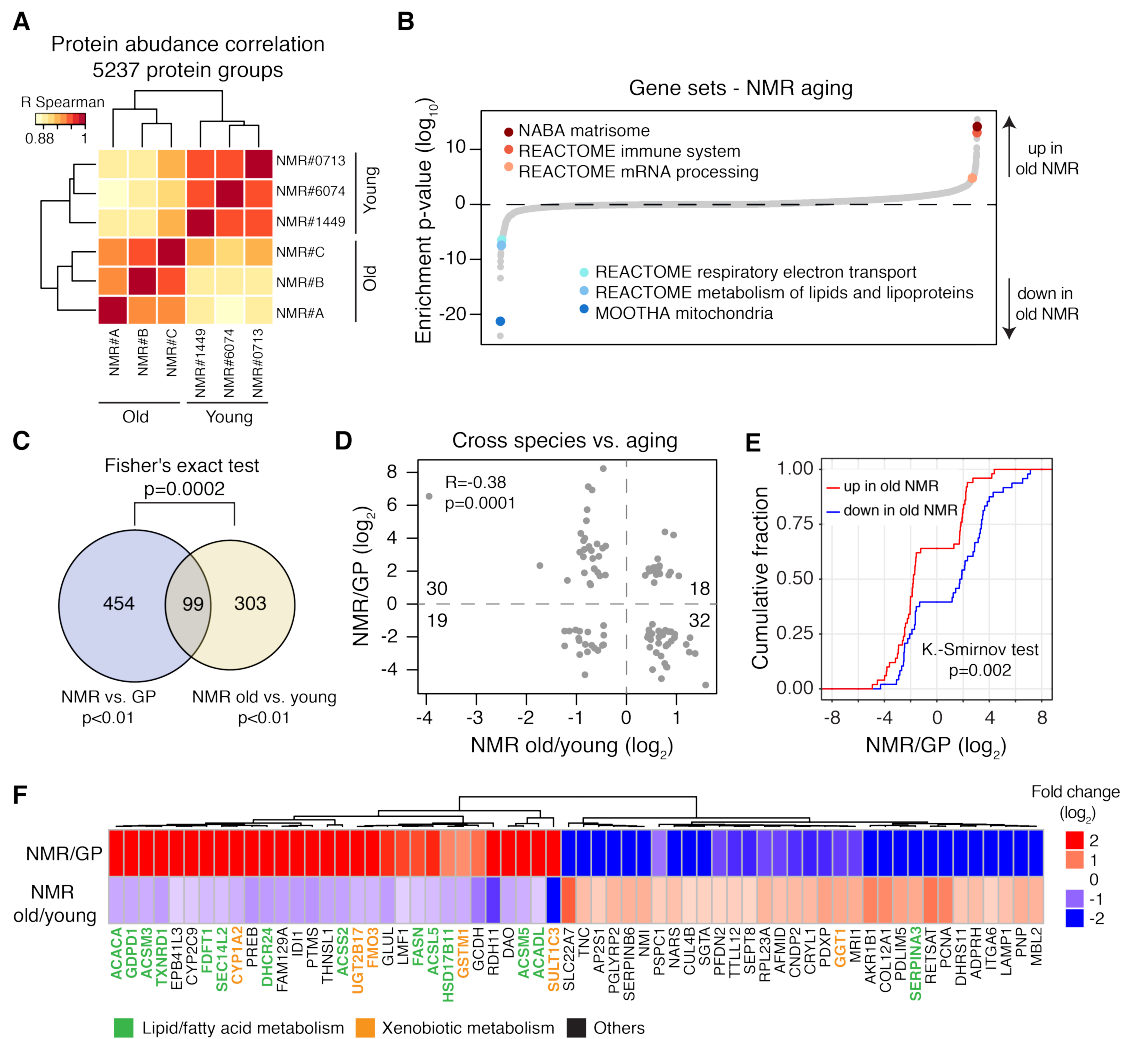 A
Protein abudance correlation
5237 protein groups
R Spearman
0.88
1
NMR#0713
NMR#6074
NMR#1449
NMR#C
NMR#B
NMR#A
Young
Old
NMR#A
NMR#B
NMR#C
NMR#1449
NMR#6074
NMR#0713
Old
Young
B
Gene sets - NMR aging
Enrichment p-value (log10)
10
0
-10
-20
NABA matrisome
REACTOME immune system
REACTOME mRNA processing
REACTOME respiratory electron transport
REACTOME metabolism of lipids and lipoproteins
MOOTHA mitochondria
up in
old NMR
down in
old NMR
C
Fisher's exact test
p=0.0002
454
99
303
NMR vs. GP
p<0.01
NMR old vs. young
p<0.01
D
Cross species vs. aging
NMR/GP (log2)
8
6
4
2
0
-2
-4
R=-0.38
p=0.0001
30
18
19
32
-4
-3
-2
-1
0
1
NMR old/young (log2)
E
Cumulative fraction
1.00
0.75
0.50
0.25
0.00
up in old NMR
down in old NMR
K.-Smirnov test
p=0.002
-8
-4
0
4
8
NMR/GP (log2)
F
NMR/GP
NMR
old/young
Fold change
(log2)
2
1
0
-1
-2
ACACA
GDPD1
ACSM3
TXNRD1
EPB41L3
CYP2C9
FDFT1
SEC14L2
CYP1A2
PREB
DHCR24
FAM129A
IDI1
PTMS
THNSL1
ACSS2
UGT2B17
FMO3
GLUL
LMF1
FASN
ACSL5
HSD17B11
GSTM1
GCDH
RDH11
DAO
ACSM5
ACADL
SULT1C3
SLC22A7
TNC
AP2S1
PGLYRP2
SERPINB6
NMI
PSPC1
NARS
CUL4B
SGTA
PFDN2
TTLL12
SEPT8
RPL23A
AFMID
CNDP2
CRYL1
PDXP
GGT1
MRI1
AKR1B1
COL12A1
PDLIM5
SERPINA3
RETSAT
PCNA
DHRS11
ADPRH
ITGA6
LAMP1
PNP
MBL2
Lipid/fatty acid metabolism
Xenobiotic metabolism
Others